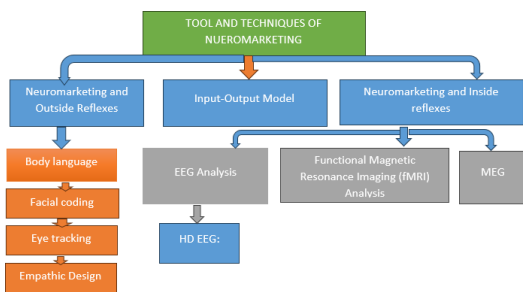 TOOL AND TECHNIQUES OF
NUEROMARKETING
Neuromarketing and
Outside Reflexes
Input-Output Model
Neuromarketing and Inside
reflexes
Body language
EEG Analysis
Functional Magnetic
Resonance Imaging (fMRI)
Analysis
MEG
Facial coding
Eye tracking
HD EEG:
Empathic Design